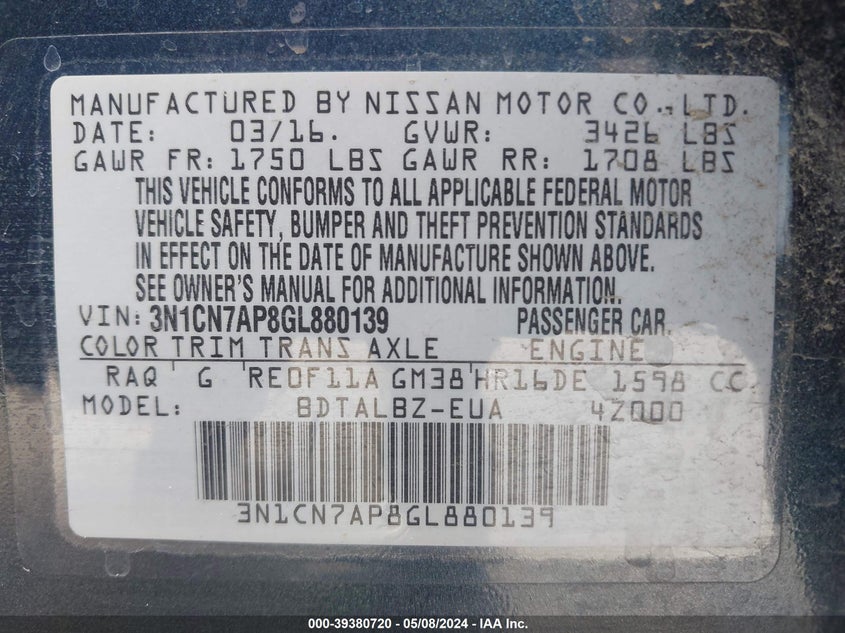 MANUFACTURED BY NISSAN MOTOR CO., LTD.
DATE: 03/16. GVWR: 3426 LBS
GAWR FR: 1750 LBS GAWR RR: 1708 LBS
THIS VEHICLE CONFORMS TO ALL APPLICABLE FEDERAL MOTOR
VEHICLE SAFETY, BUMPER AND THEFT PREVENTION STANDARDS
IN EFFECT ON THE DATE OF MANUFACTURE SHOWN ABOVE.
SEE OWNER'S MANUAL FOR ADDITIONAL INFORMATION.
VIN: 3N1CN7AP8GL880139 PASSENGER CAR.
COLOR TRIM TRANS AXLE ENGINE
RAQ G RE0F11A GM38 HR16DE 1598 CC
MODEL: BDTALBZ-EUA 4Z000
3N1CN7AP8GL880139
000-39380720 - 05/08/2024 - IAA Inc.